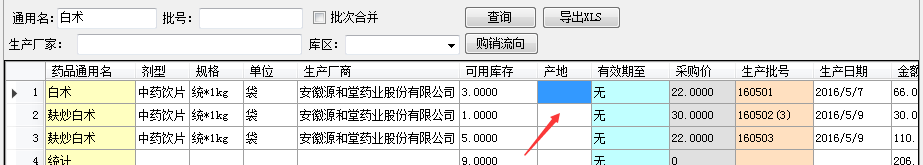 通用名: 白术 批号: 批次合并 查询 导出XLS
生产厂家: 库区: 购销流向
药品通用名 剂型 规格 单位 生产厂商 可用库存 产地 有效期至 采购价 生产批号 生产日期 金额
1 白术 中药饮片 统*1kg 袋 安徽源和堂药业股份有限公司 3.0000 无 22.0000 160501 2016/5/7 66.0
2 麸炒白术 中药饮片 统*1kg 袋 安徽源和堂药业股份有限公司 1.0000 无 30.0000 160502(3) 2016/5/9 30.0
3 麸炒白术 中药饮片 统*1kg 袋 安徽源和堂药业股份有限公司 5.0000 无 22.0000 160503 2016/5/9 110.
4 统计 9.0000 无 0 206